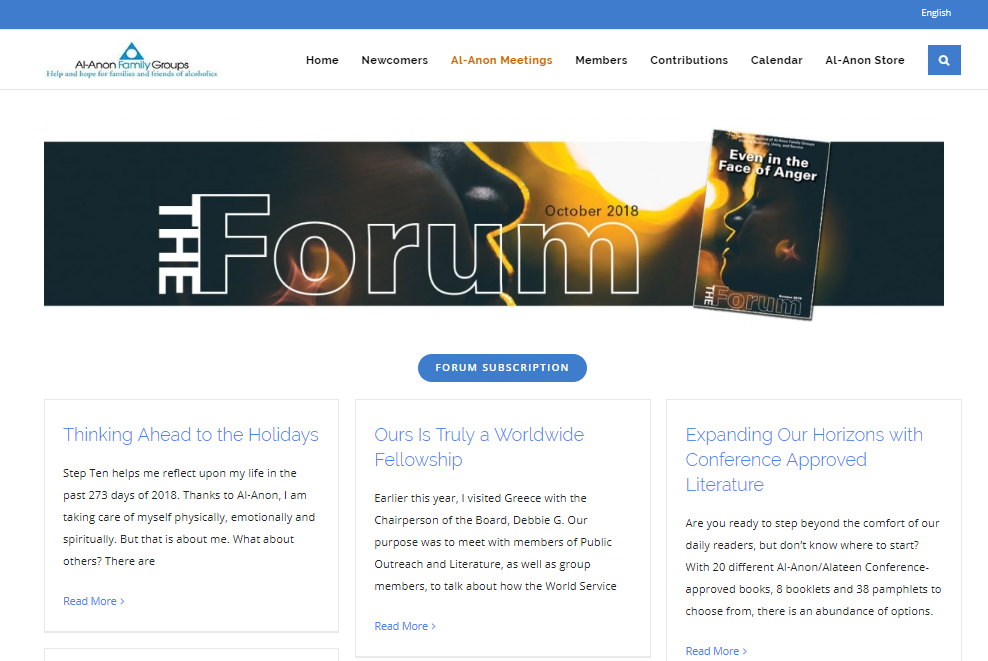 English
Al-Anon Family Groups
Help and hope for families and friends of alcoholics
Home
Newcomers
Al-Anon Meetings
Members
Contributions
Calendar
Al-Anon Store
THE
Forum
October 2018
Even in the
Face of Anger
THE
Forum
October 2018
FORUM SUBSCRIPTION
Thinking Ahead to the Holidays
Step Ten helps me reflect upon my life in the
past 273 days of 2018. Thanks to Al-Anon, I am
taking care of myself physically, emotionally and
spiritually. But that is about me. What about
others? There are
Read More >
Ours Is Truly a Worldwide
Fellowship
Earlier this year, I visited Greece with the
Chairperson of the Board, Debbie G. Our
purpose was to meet with members of Public
Outreach and Literature, as well as group
members, to talk about how the World Service
Read More >
Expanding Our Horizons with
Conference Approved
Literature
Are you ready to step beyond the comfort of our
daily readers, but don’t know where to start?
With 20 different Al-Anon/Alateen Conference-
approved books, 8 booklets and 38 pamphlets to
choose from, there is an abundance of options.
Read More >